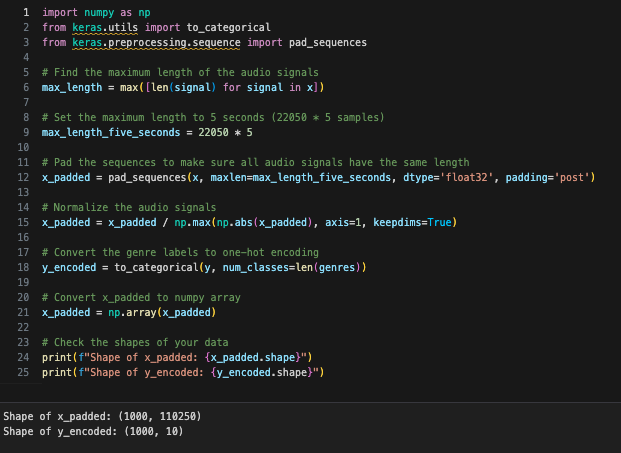 1 import numpy as np
2 from keras.utils import to_categorical
3 from keras.preprocessing.sequence import pad_sequences
4
5 # Find the maximum length of the audio signals
6 max_length = max([len(signal) for signal in x])
7
8 # Set the maximum length to 5 seconds (22050 * 5 samples)
9 max_length_five_seconds = 22050 * 5
10
11 # Pad the sequences to make sure all audio signals have the same length
12 x_padded = pad_sequences(x, maxlen=max_length_five_seconds, dtype='float32', padding='post')
13
14 # Normalize the audio signals
15 x_padded = x_padded / np.max(np.abs(x_padded), axis=1, keepdims=True)
16
17 # Convert the genre labels to one-hot encoding
18 y_encoded = to_categorical(y, num_classes=len(genres))
19
20 # Convert x_padded to numpy array
21 x_padded = np.array(x_padded)
22
23 # Check the shapes of your data
24 print(f"Shape of x_padded: {x_padded.shape}")
25 print(f"Shape of y_encoded: {y_encoded.shape}")
Shape of x_padded: (1000, 110250)
Shape of y_encoded: (1000, 10)